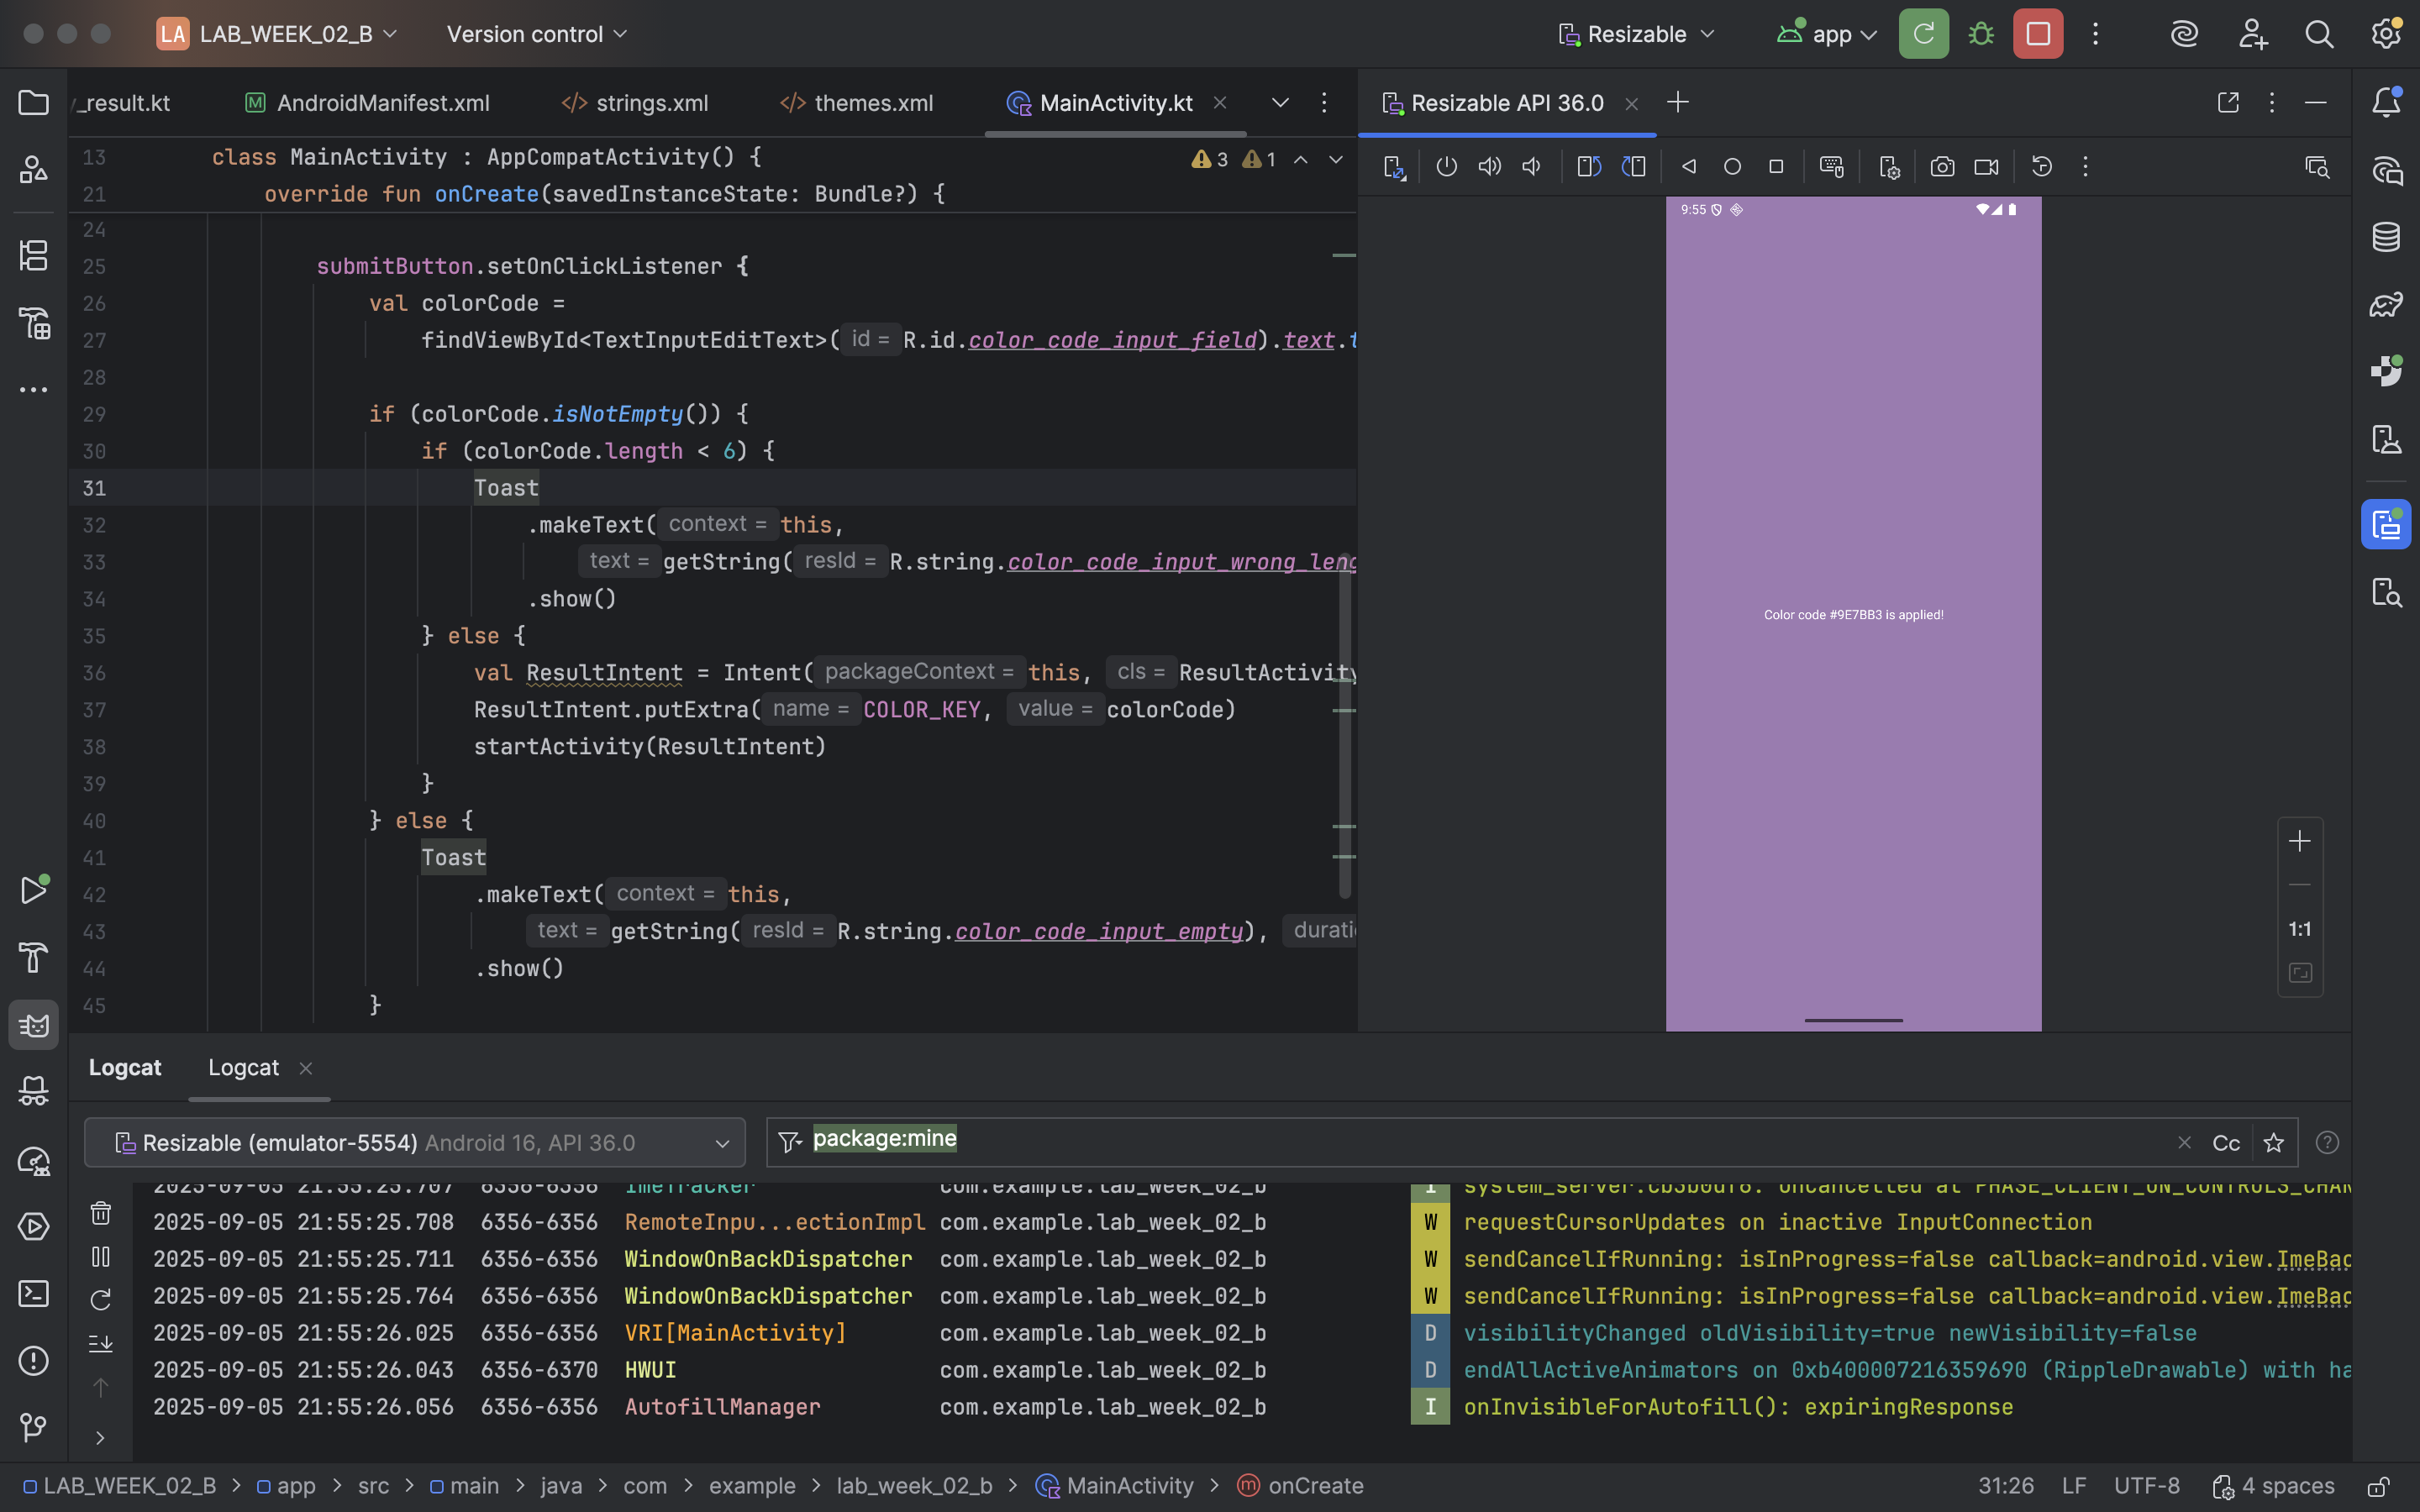 LA LAB_WEEK_02_B Version control Resizable app
_result.kt AndroidManifest.xml strings.xml themes.xml MainActivity.kt Resizable API 36.0
13 class MainActivity : AppCompatActivity() { 3 1
21 override fun onCreate(savedInstanceState: Bundle?) {
24
25 submitButton.setOnClickListener {
26 val colorCode =
27 findViewById<TextInputEditText>( id = R.id.color_code_input_field).text.
28
29 if (colorCode.isNotEmpty()) {
30 if (colorCode.length < 6) {
31 Toast
32 .makeText( context = this,
33 text = getString( resId = R.string.color_code_input_wrong_leng
34 .show()
35 } else {
36 val ResultIntent = Intent( packageContext = this, cls = ResultActivity
37 ResultIntent.putExtra( name = COLOR_KEY, value = colorCode)
38 startActivity(ResultIntent)
39 }
40 } else {
41 Toast
42 .makeText( context = this,
43 text = getString( resId = R.string.color_code_input_empty), durati
44 .show()
45 }
9:55
Color code #9E7BB3 is applied!
1:1
Logcat Logcat
Resizable (emulator-5554) Android 16, API 36.0 package:mine Cc
2025-09-05 21:55:25.707 6356-6356 ImeTracker com.example.lab_week_02_b I system_server:cb3b0df6: onCancelled at PHASE_CLIENT_ON_CONTROLS_CHAN
2025-09-05 21:55:25.708 6356-6356 RemoteInpu...ectionImpl com.example.lab_week_02_b W requestCursorUpdates on inactive InputConnection
2025-09-05 21:55:25.711 6356-6356 WindowOnBackDispatcher com.example.lab_week_02_b W sendCancelIfRunning: isInProgress=false callback=android.view.ImeBac
2025-09-05 21:55:25.764 6356-6356 WindowOnBackDispatcher com.example.lab_week_02_b W sendCancelIfRunning: isInProgress=false callback=android.view.ImeBac
2025-09-05 21:55:26.025 6356-6356 VRI[MainActivity] com.example.lab_week_02_b D visibilityChanged oldVisibility=true newVisibility=false
2025-09-05 21:55:26.043 6356-6370 HWUI com.example.lab_week_02_b D endAllActiveAnimators on 0xb400007216359690 (RippleDrawable) with ha
2025-09-05 21:55:26.056 6356-6356 AutofillManager com.example.lab_week_02_b I onInvisibleForAutofill(): expiringResponse
LAB_WEEK_02_B > app > src > main > java > com > example > lab_week_02_b > MainActivity > onCreate 31:26 LF UTF-8 4 spaces